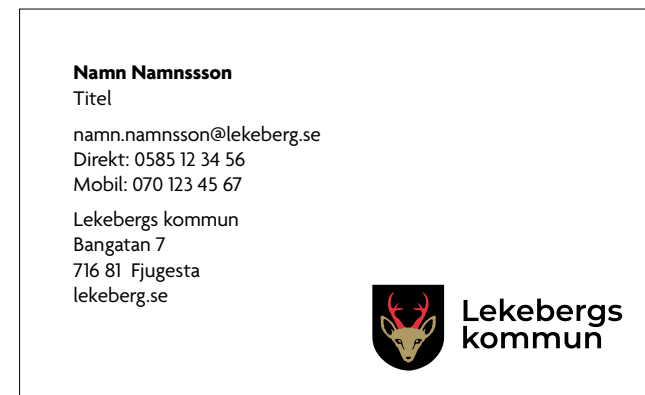 Namn Namnssson
Titel
namn.namnsson@lekeberg.se
Direkt: 0585 12 34 56
Mobil: 070 123 45 67
Lekebergs kommun
Bangatan 7
716 81  Fjugesta
lekeberg.se
Lekebergs
kommun